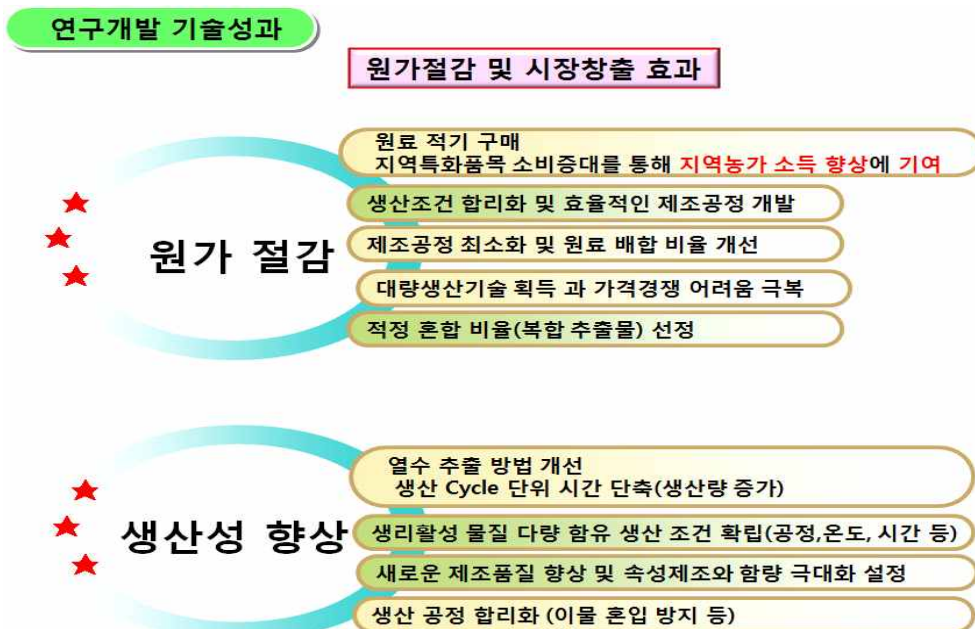 연구개발 기술성과
원가절감 및 시장창출 효과
원가 절감
원료 적기 구매
지역특화품목 소비증대를 통해 지역농가 소득 향상에 기여
생산조건 합리화 및 효율적인 제조공정 개발
제조공정 최소화 및 원료 배합 비율 개선
대량생산기술 획득 과 가격경쟁 어려움 극복
적정 혼합 비율(복합 추출물) 선정
생산성 향상
열수 추출 방법 개선
생산 Cycle 단위 시간 단축(생산량 증가)
생리활성 물질 다량 함유 생산 조건 확립(공정,온도, 시간 등)
새로운 제조품질 향상 및 속성제조와 함량 극대화 설정
생산 공정 합리화 (이물 혼입 방지 등)